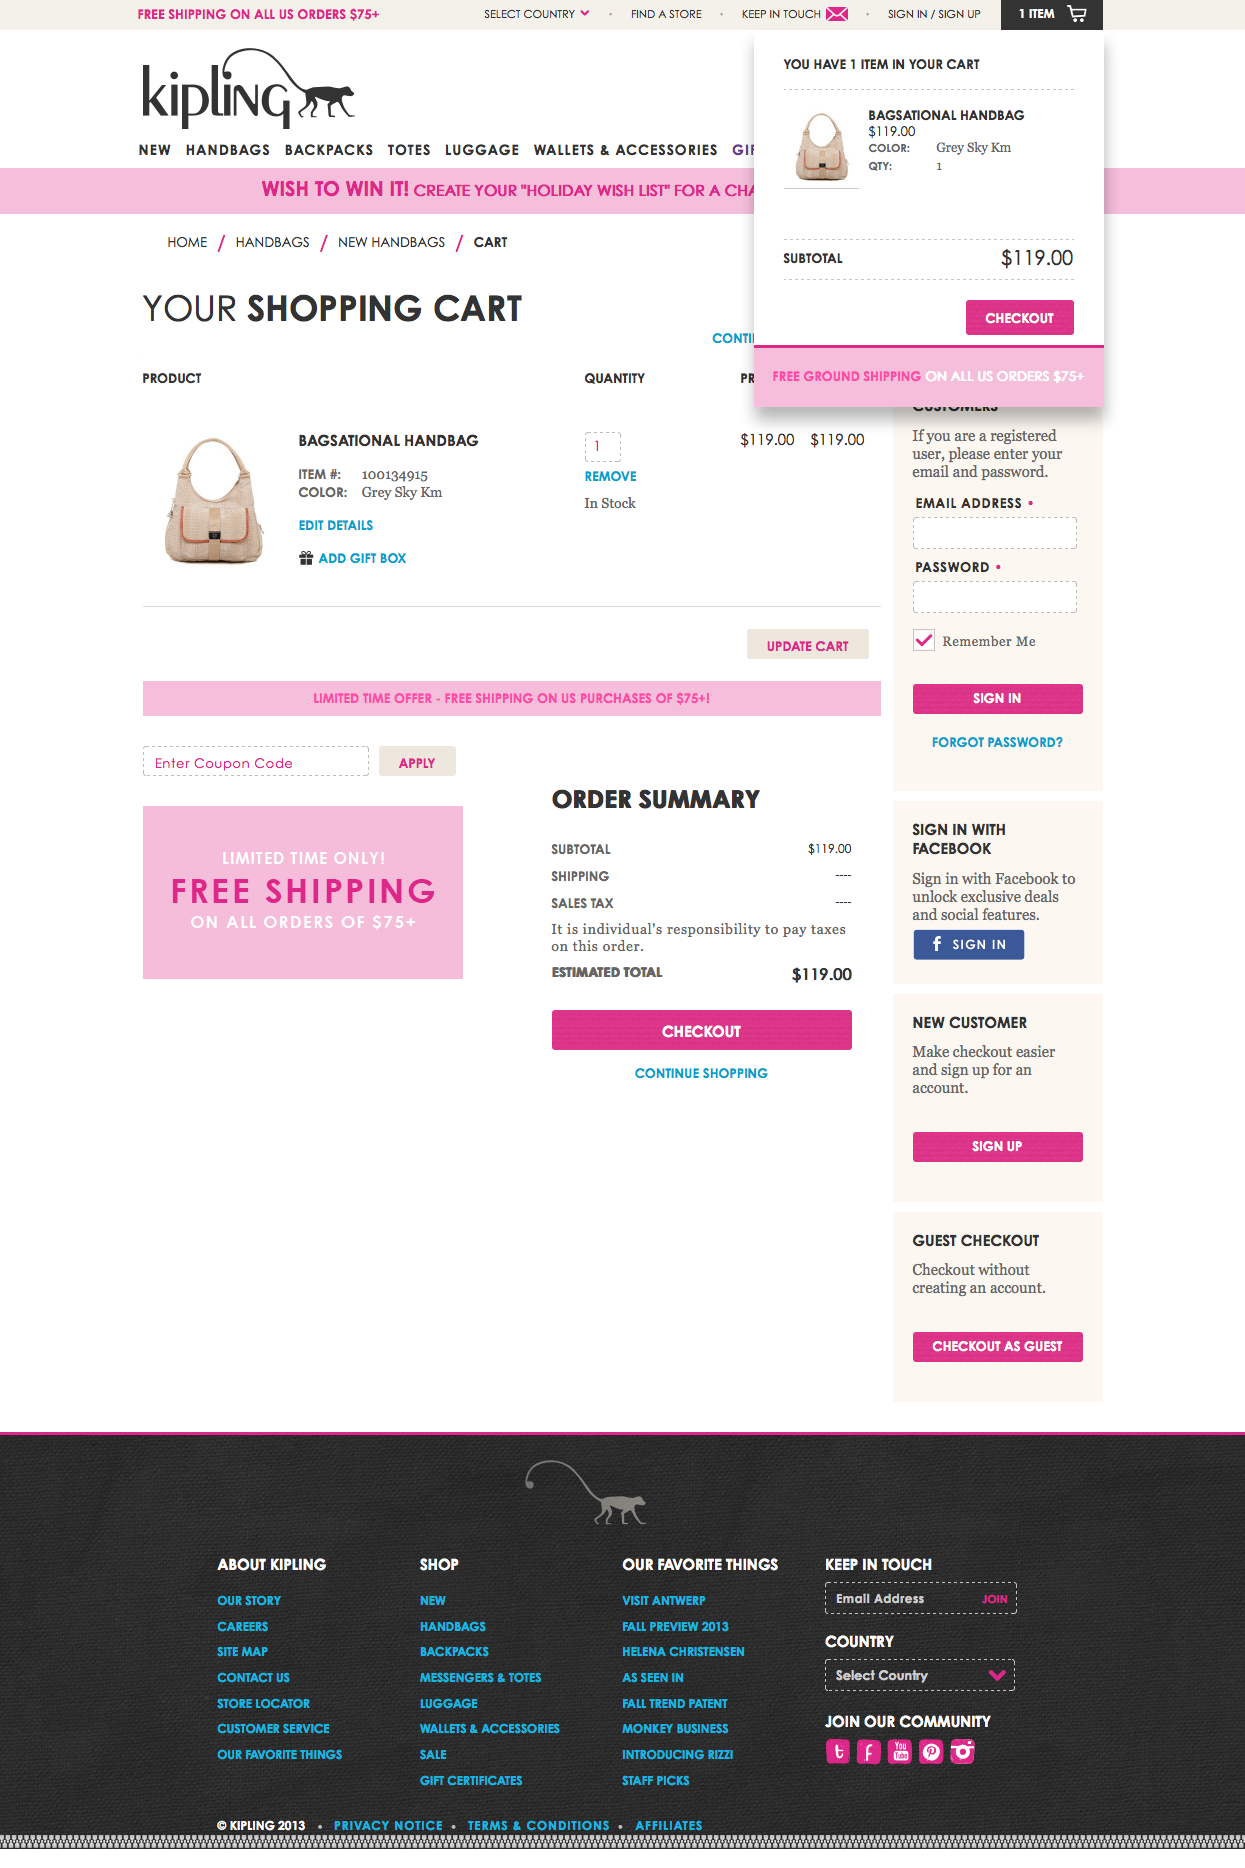 FREE SHIPPING ON ALL US ORDERS $75+
SELECT COUNTRY • FIND A STORE • KEEP IN TOUCH • SIGN IN / SIGN UP
1 ITEM
kipling
NEW HANDBAGS BACKPACKS TOTES LUGGAGE WALLETS & ACCESSORIES
WISH TO WIN IT! CREATE YOUR "HOLIDAY WISH LIST" FOR A
YOU HAVE 1 ITEM IN YOUR CART
BAGSATIONAL HANDBAG
$119.00
COLOR: Grey Sky Km
QTY: 1
SUBTOTAL $119.00
CHECKOUT
FREE GROUND SHIPPING ON ALL US ORDERS $75+
HOME / HANDBAGS / NEW HANDBAGS / CART
YOUR SHOPPING CART
PRODUCT QUANTITY
BAGSATIONAL HANDBAG
ITEM #: 100134915
COLOR: Grey Sky Km
EDIT DETAILS
ADD GIFT BOX
1
REMOVE
In Stock
$119.00 $119.00
UPDATE CART
LIMITED TIME OFFER - FREE SHIPPING ON US PURCHASES OF $75+!
Enter Coupon Code
APPLY
LIMITED TIME ONLY!
FREE SHIPPING
ON ALL ORDERS OF $75+
ORDER SUMMARY
SUBTOTAL $119.00
SHIPPING ----
SALES TAX ----
It is individual's responsibility to pay taxes
on this order.
ESTIMATED TOTAL $119.00
CHECKOUT
CONTINUE SHOPPING
CUSTOMERS
If you are a registered
user, please enter your
email and password.
EMAIL ADDRESS •
PASSWORD •
Remember Me
SIGN IN
FORGOT PASSWORD?
SIGN IN WITH
FACEBOOK
Sign in with Facebook to
unlock exclusive deals
and social features.
f SIGN IN
NEW CUSTOMER
Make checkout easier
and sign up for an
account.
SIGN UP
GUEST CHECKOUT
Checkout without
creating an account.
CHECKOUT AS GUEST
ABOUT KIPLING
OUR STORY
CAREERS
SITE MAP
CONTACT US
STORE LOCATOR
CUSTOMER SERVICE
OUR FAVORITE THINGS
SHOP
NEW
HANDBAGS
BACKPACKS
MESSENGERS & TOTES
LUGGAGE
WALLETS & ACCESSORIES
SALE
GIFT CERTIFICATES
OUR FAVORITE THINGS
VISIT ANTWERP
FALL PREVIEW 2013
HELENA CHRISTENSEN
AS SEEN IN
FALL TREND PATENT
MONKEY BUSINESS
INTRODUCING RIZZI
STAFF PICKS
KEEP IN TOUCH
Email Address JOIN
COUNTRY
Select Country
JOIN OUR COMMUNITY
t f You Tube P
© KIPLING 2013 • PRIVACY NOTICE • TERMS & CONDITIONS • AFFILIATES